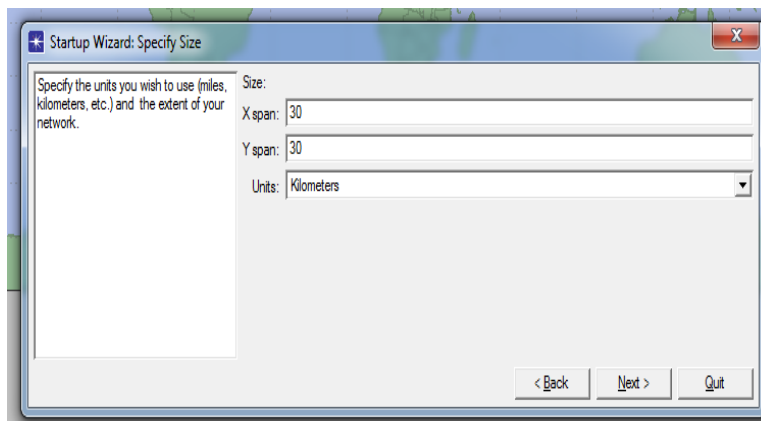 Startup Wizard: Specify Size
X
Specify the units you wish to use (miles,
kilometers, etc.) and the extent of your
network.
Size:
X span: 30
Y span: 30
Units: Kilometers
< Back Next > Quit